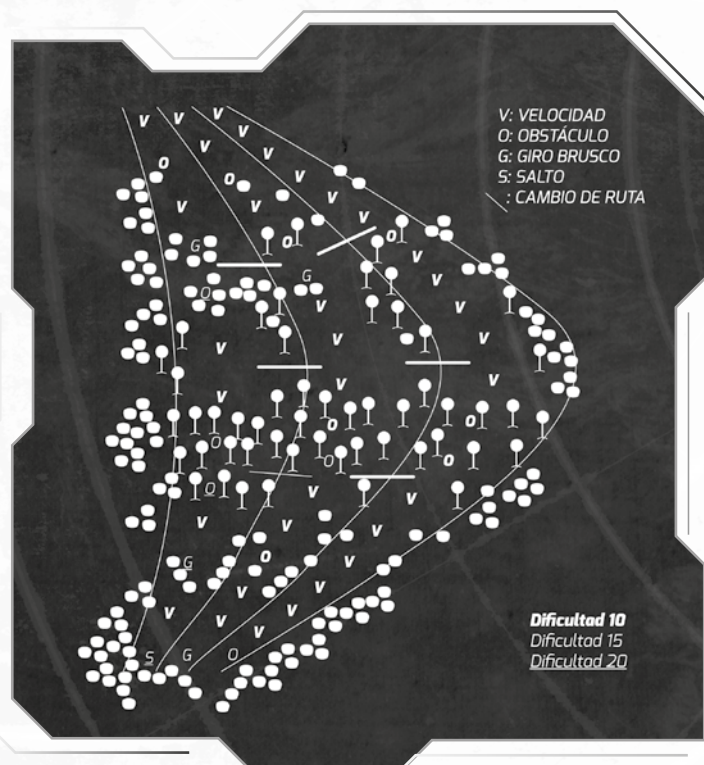 V V V V
V
V
V: VELOCIDAD
O: OBSTÁCULO
G: GIRO BRUSCO
S: SALTO
: CAMBIO DE RUTA
V
O
V
O
V
V
V
V
O
O
G
V
G
V
O
V
V
V
V
V
V
V
O
O
O
O
O
O
V
V
V
V
V
O
G
V
V
V
V
V
V
V
Dificultad 10
Dificultad 15
Dificultad 20
S G O